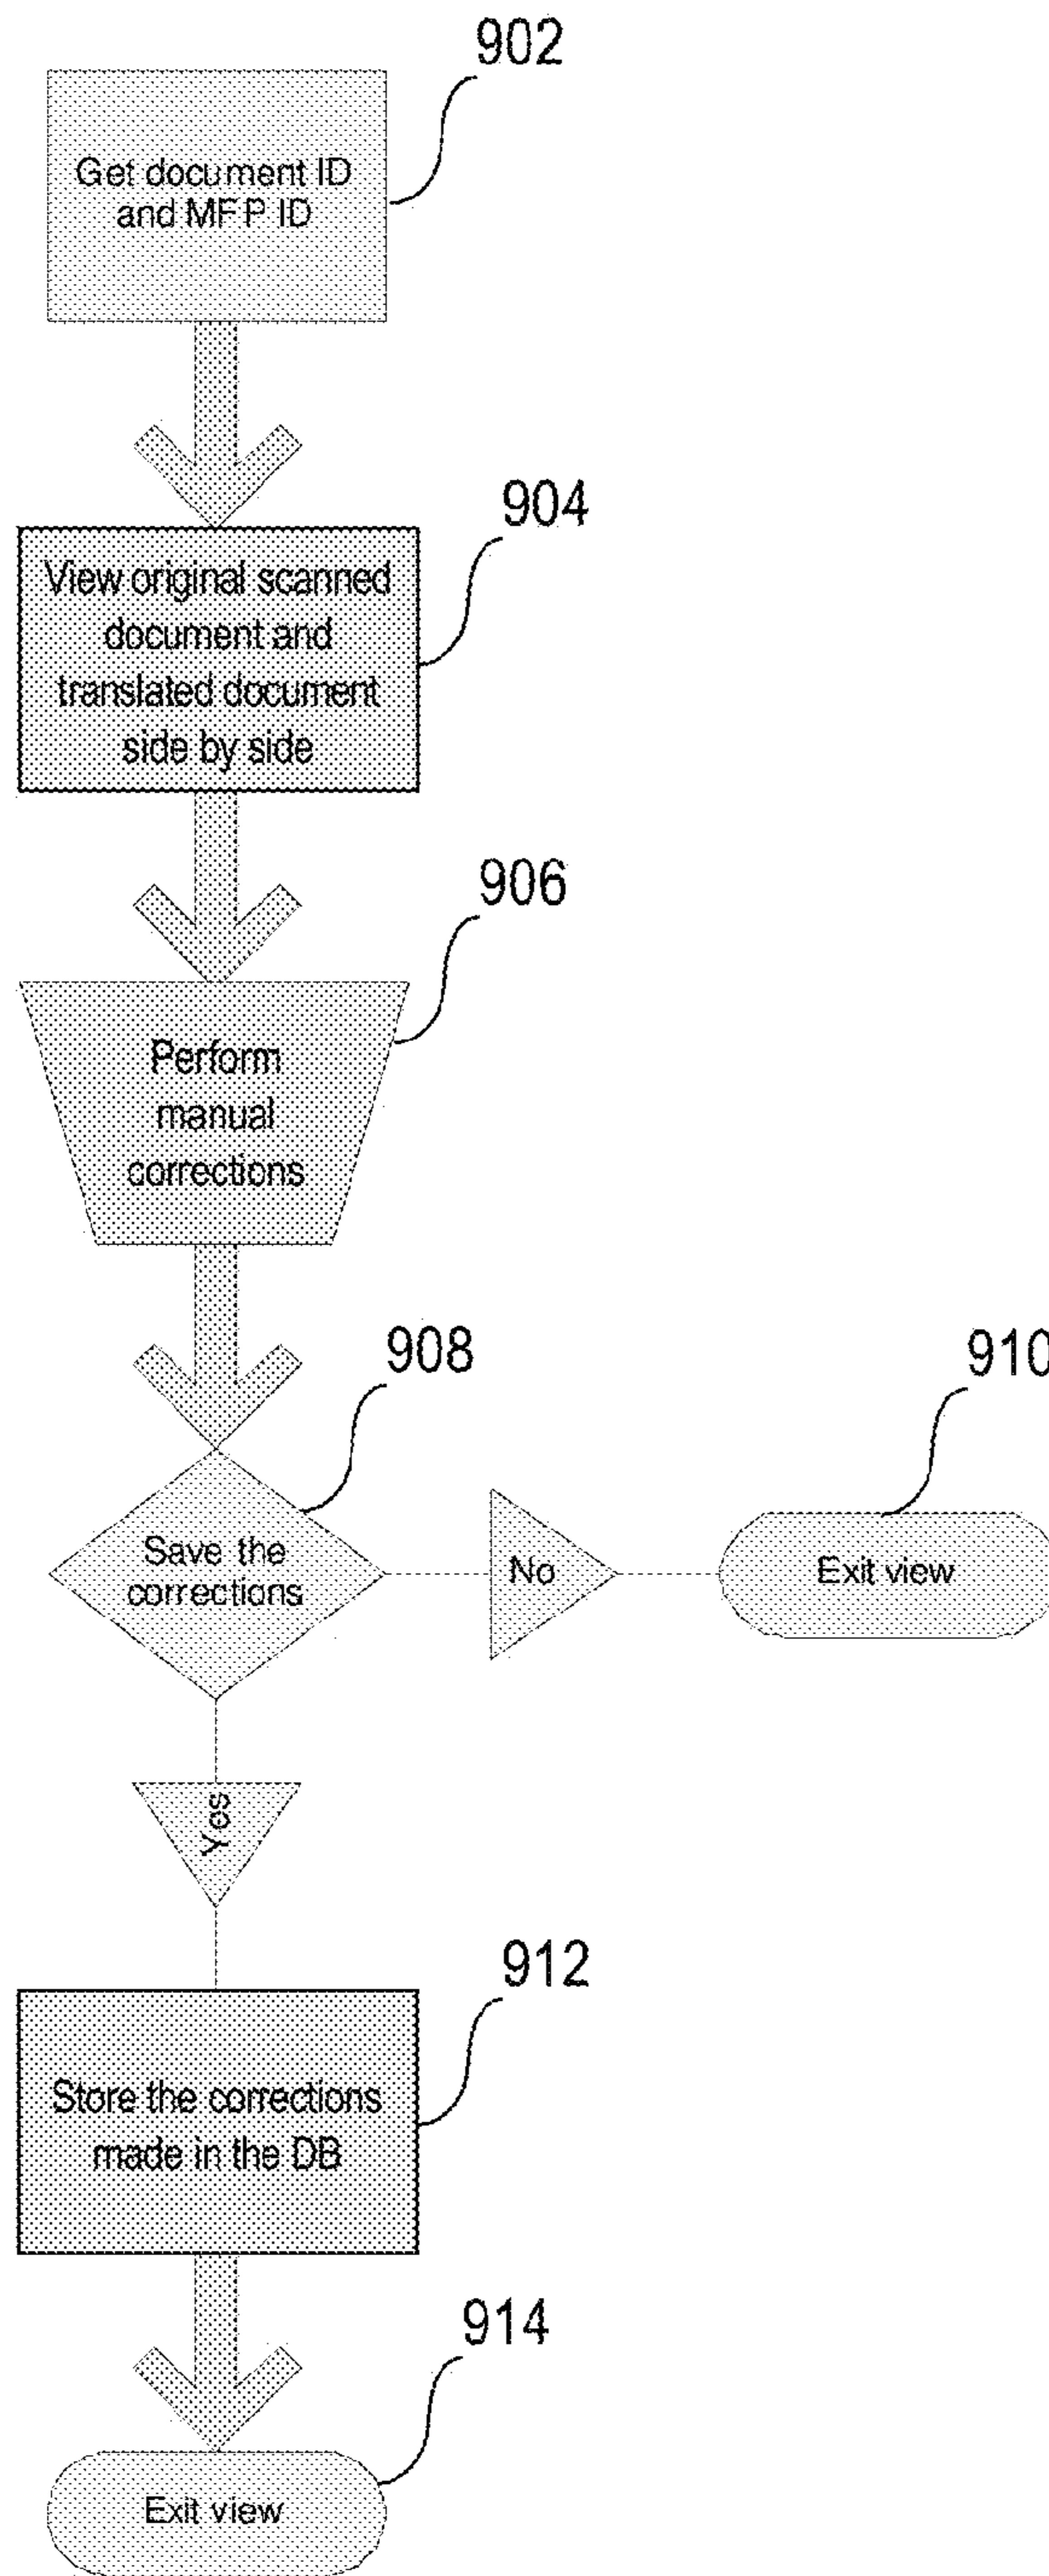 902
Get document ID
and MFP ID
904
View original scanned
document and
translated document
side by side
906
Perform
manual
corrections
908
Save the
corrections
No
910
Exit view
Yes
912
Store the corrections
made in the DB
914
Exit view